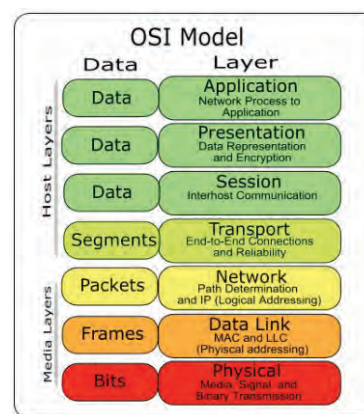 OSI Model
Data Layer
Host Layers
Data
Application
Network Process to
Application
Data
Presentation
Data Representation
and Encryption
Data
Session
Interhost Communication
Segments
Transport
End-to-End Connections
and Reliability
Media Layers
Packets
Network
Path Determination
and IP (Logical Addressing)
Frames
Data Link
MAC and LLC
(Phyiscal addressing)
Bits
Physical
Media, Signal, and
Binary Transmission